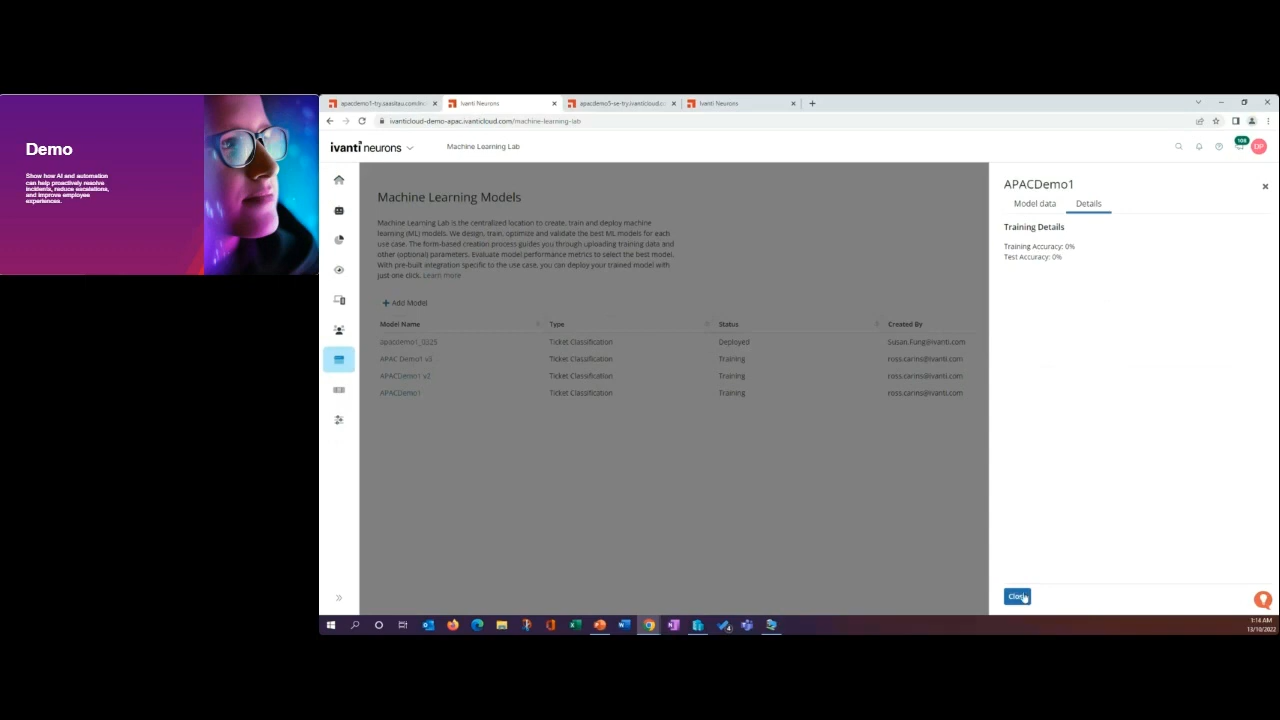 Demo
Show how AI and automation
can help proactively resolve
incidents, reduce escalations,
and improve employee
experiences.
Ivanti Neurons
Ivanti Neurons
ivanticloud-demo-apac.ivanticloud.com/machine-learning-lab
ivanti neurons
Machine Learning Lab
108
DP
Machine Learning Models
Machine Learning Lab is the centralized location to create, train and deploy machine
learning (ML) models. We design, train, optimize and validate the best ML models for each
use case. The form-based creation process guides you through uploading training data and
other (optional) parameters. Evaluate model performance metrics to select the best model.
With pre-built integration specific to the use case, you can deploy your trained model with
just one click. Learn more
Add Model
Model Name Type Status Created By
apacdemo1_0325 Ticket Classification Deployed Susan.Fung@ivanti.com
APAC Demo1 v3 Ticket Classification Training ross.carins@ivanti.com
APACDemo1 v2 Ticket Classification Training ross.carins@ivanti.com
APACDemo1 Ticket Classification Training ross.carins@ivanti.com
APACDemo1
Model data Details
Training Details
Training Accuracy: 0%
Test Accuracy: 0%
1:14 AM
13/10/2022